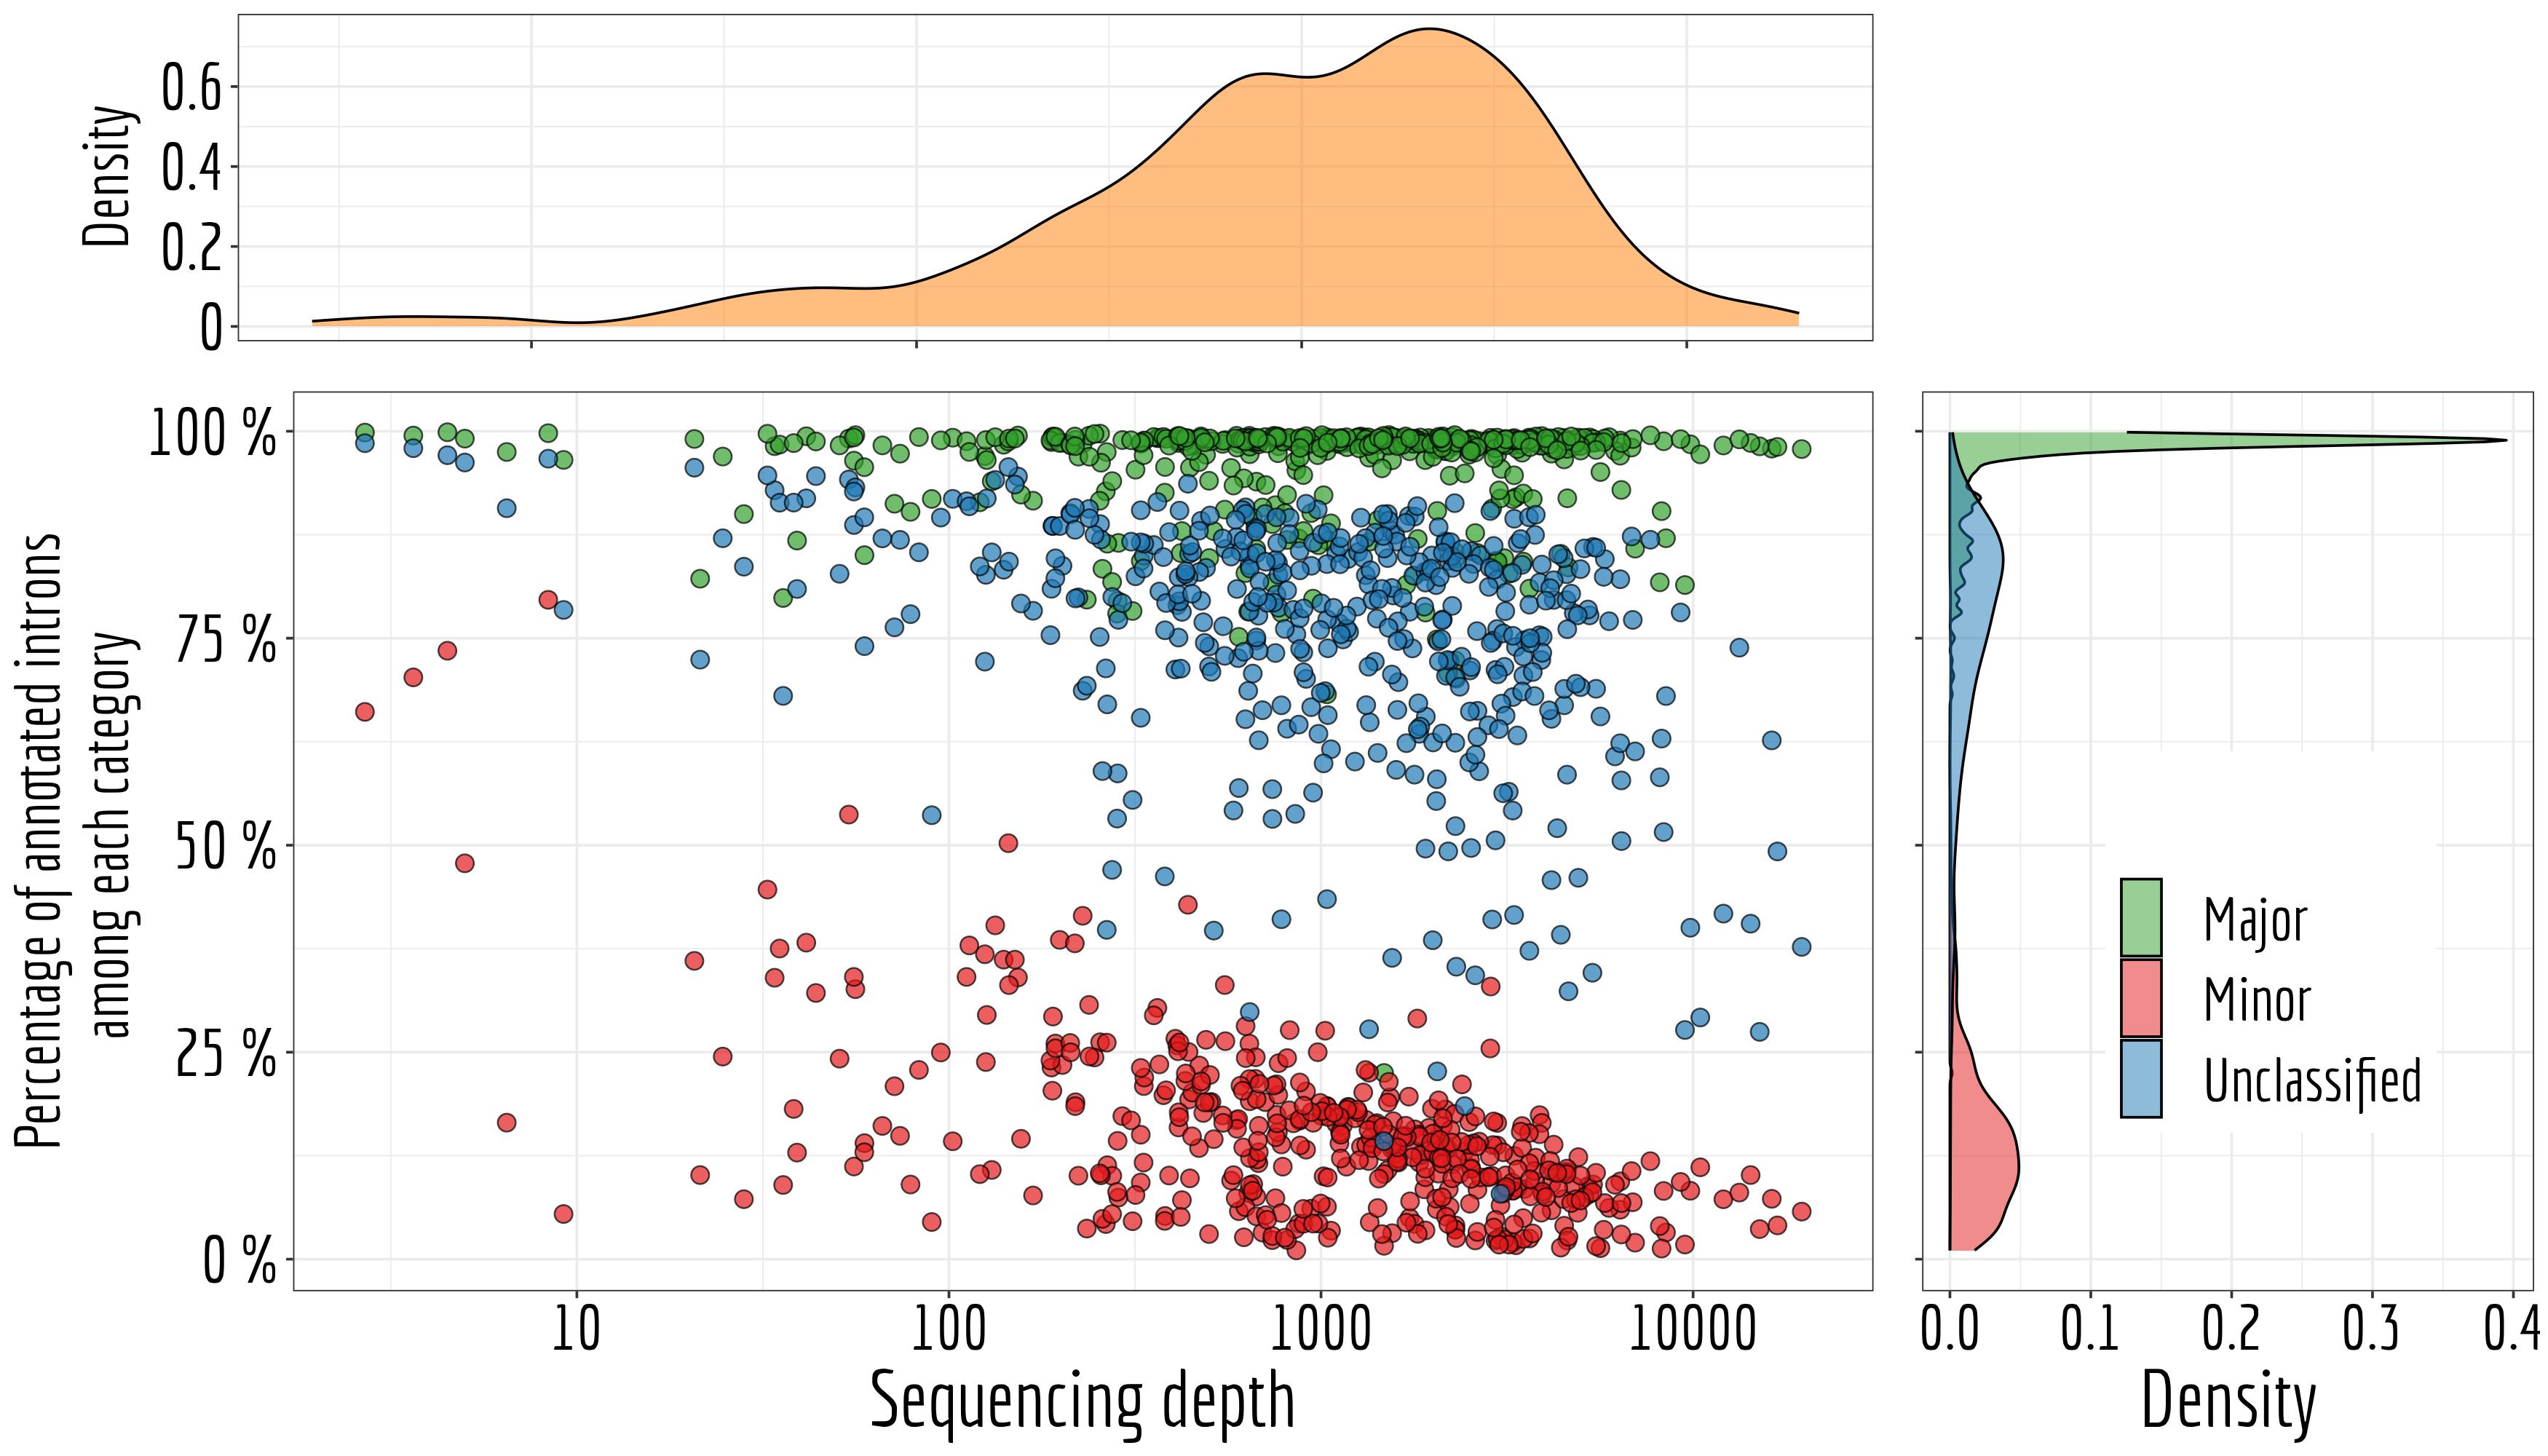 Density
0.6
0.4
0.2
0
Percentage of annotated introns
among each category
100 %
75 %
50 %
25 %
0 %
10 100 1000 10000
Sequencing depth
Major
Minor
Unclassified
0.0 0.1 0.2 0.3 0.4
Density